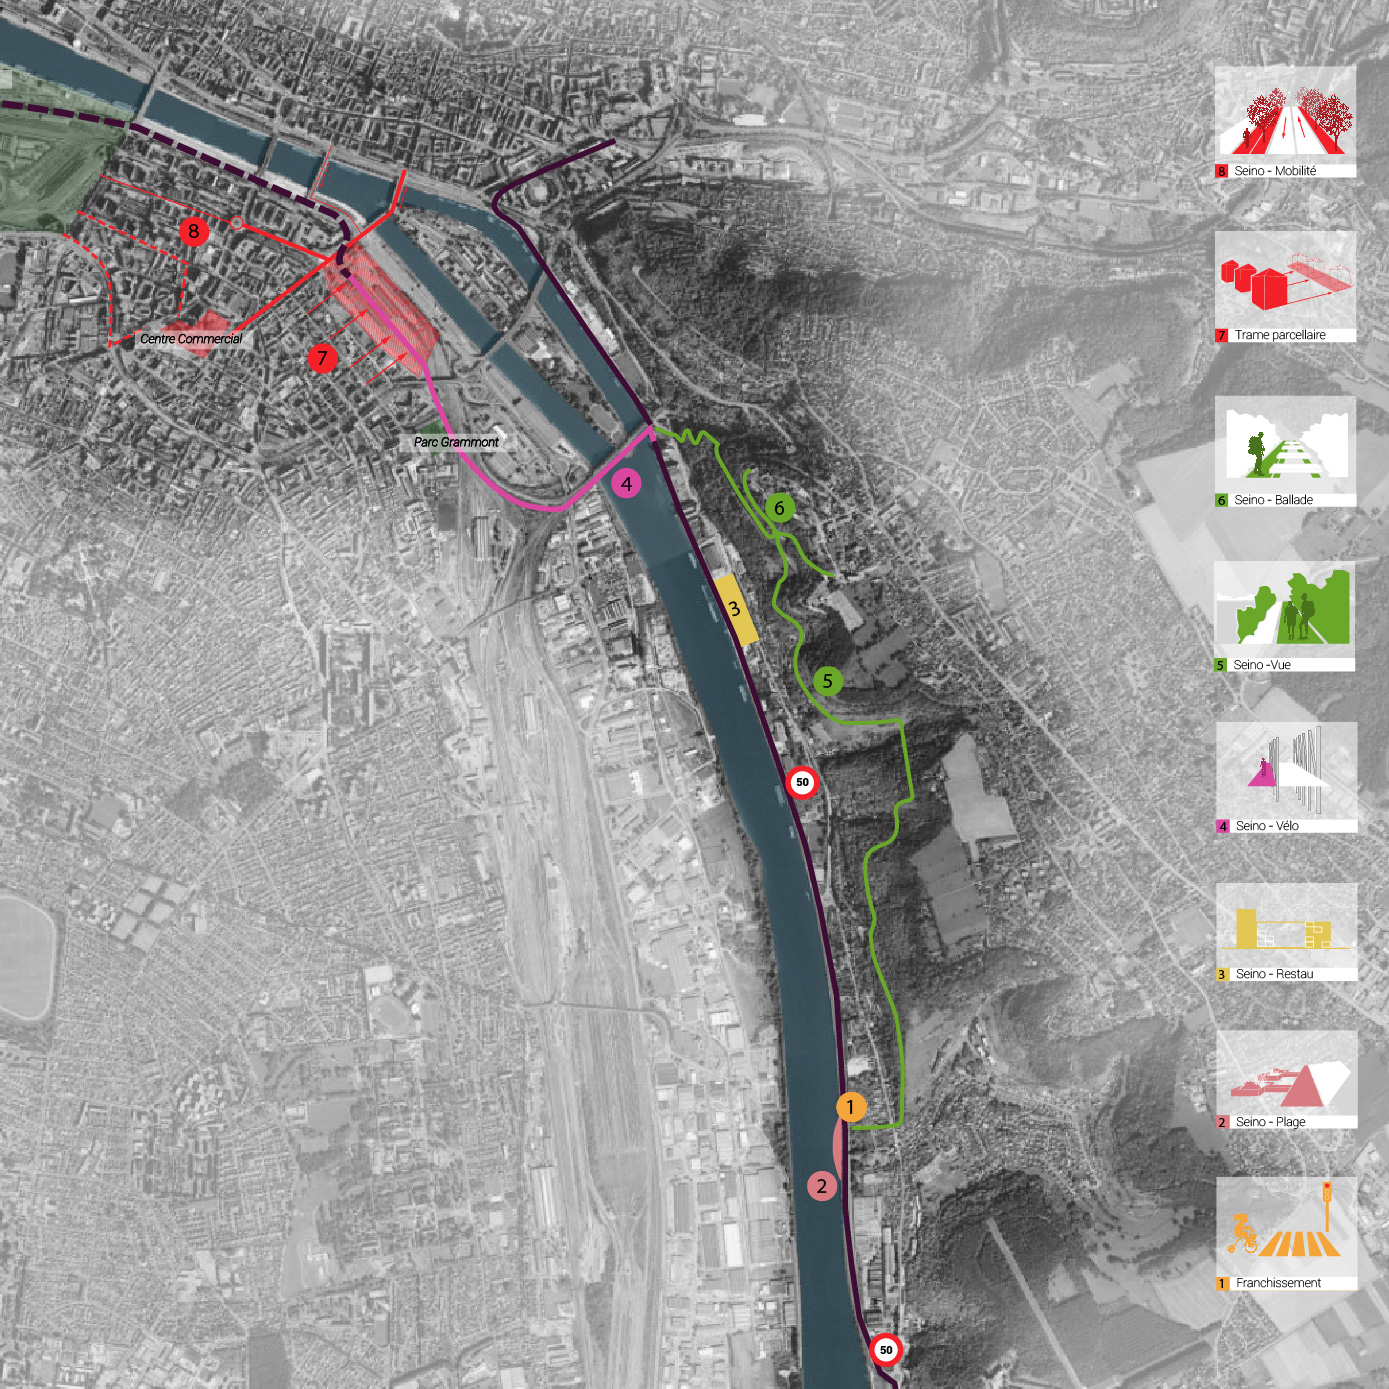 8 Seino - Mobilité
8
7 Trame parcellaire
Centre Commercial
7
Parc Grammont
4
6 Seino - Ballade
6
3
5 Seino -Vue
5
50
4 Seino - Vélo
3 Seino - Restau
1
2 Seino - Plage
2
1 Franchissement
50